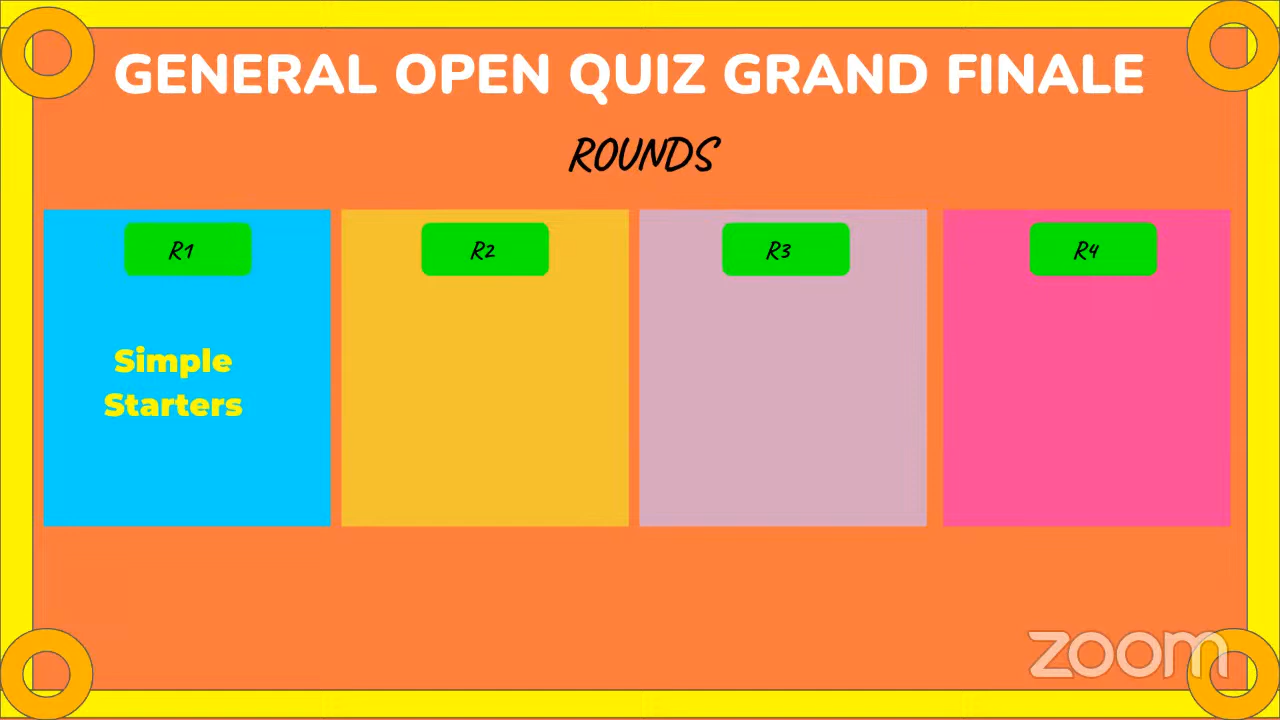 GENERAL OPEN QUIZ GRAND FINALE
ROUNDS
R1
R2
R3
R4
Simple
Starters
zoom